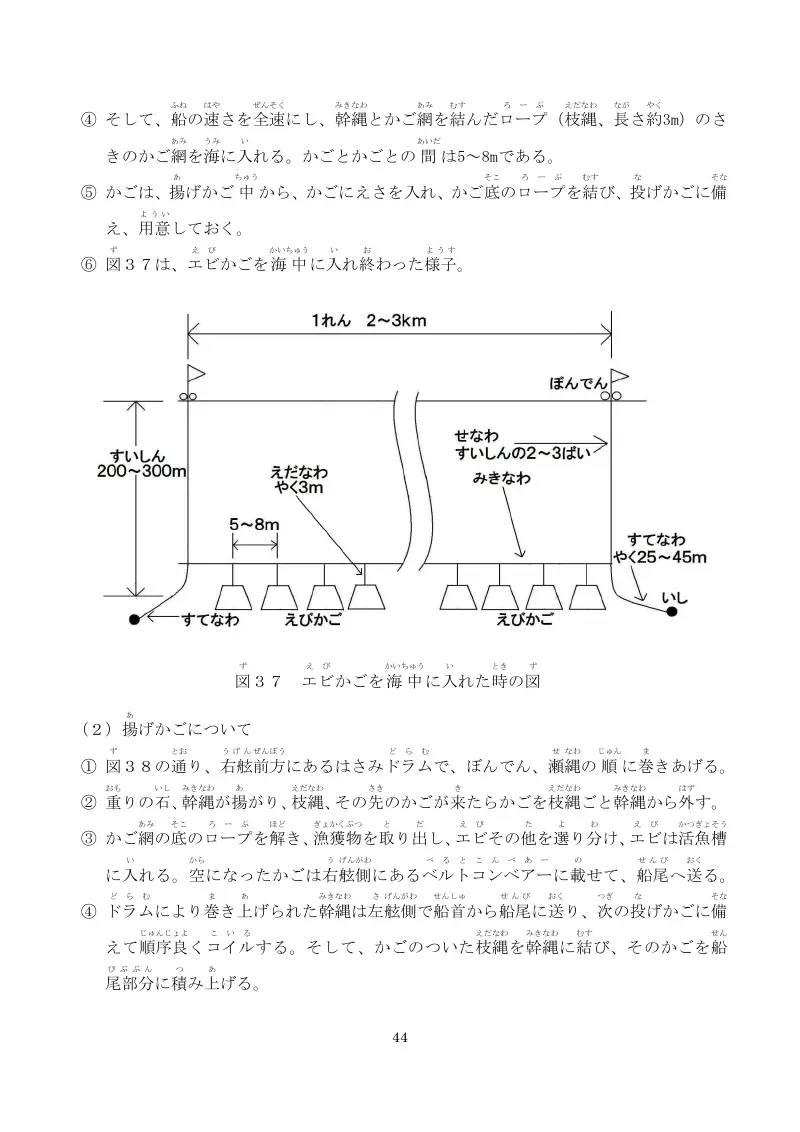 ④ そして、船の速さを全速にし、幹縄とかご網を結んだロープ（枝縄、長さ約3m）のさ
きのかご網を海に入れる。かごとかごとの間は5～8mである。
⑤ かごは、揚げかご中から、かごにえさを入れ、かご底のロープを結び、投げかごに備
え、用意しておく。
⑥ 図３７は、エビかごを海中に入れ終わった様子。
1れん 2～3km
ぼんでん
すいしん
200～300m
えだなわ
やく3m
せなわ
すいしんの2～3ばい
みきなわ
5～8m
すてなわ
やく25～45m
いし
すてなわ
えびかご
えびかご
図３７ エビかごを海中に入れた時の図
（２）揚げかごについて
① 図３８の通り、右舷前方にあるはさみドラムで、ぼんでん、瀬縄の順に巻きあげる。
② 重りの石、幹縄が揚がり、枝縄、その先のかごが来たらかごを枝縄ごと幹縄から外す。
③ かご網の底のロープを解き、漁獲物を取り出し、エビその他を選り分け、エビは活魚槽
に入れる。空になったかごは右舷側にあるベルトコンベアーに載せて、船尾へ送る。
④ ドラムにより巻き上げられた幹縄は左舷側で船首から船尾に送り、次の投げかごに備
えて順序良くコイルする。そして、かごのついた枝縄を幹縄に結び、そのかごを船
尾部分に積み上げる。
44